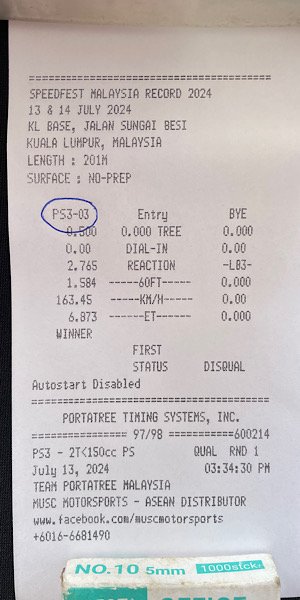 ========================================
SPEEDFEST MALAYSIA RECORD 2024
13 & 14 JULY 2024
KL BASE, JALAN SUNGAI BESI
KUALA LUMPUR, MALAYSIA
LENGTH : 201M
SURFACE : NO-PREP
PS3-03 Entry BYE
0.500 0.000 TREE 0.000
0.00 DIAL-IN 0.00
2.765 REACTION -LB3-
1.584 -----60FT----- 0.000
163.45 ------KM/H----- 0.00
6.873 ------ET------ 0.000
WINNER
FIRST
STATUS DISQUAL
Autostart Disabled
========================================
PORTATREE TIMING SYSTEMS, INC.
=============== 97/98 ===========600214
PS3 - 2T<150cc PS QUAL RND 1
July 13, 2024 03:34:30 PM
TEAM PORTATREE MALAYSIA
MUSC MOTORSPORTS - ASEAN DISTRIBUTOR
www.facebook.com/muscmotorsports
+6016-6681490
NO.10 5mm 1000stck/